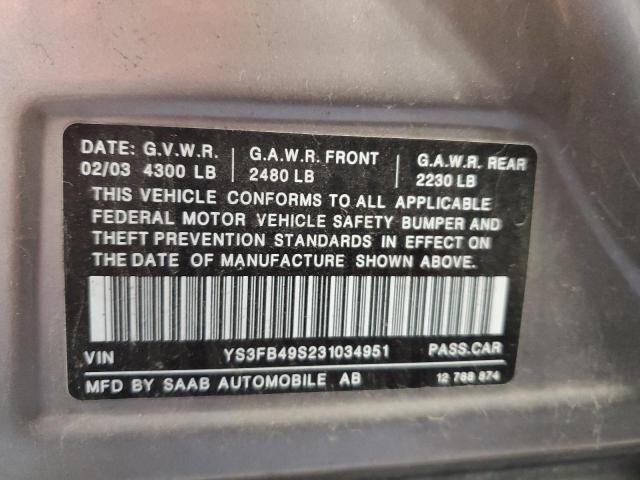 DATE: G.V.W.R. G.A.W.R. FRONT G.A.W.R. REAR
02/03 4300 LB 2480 LB 2230 LB
THIS VEHICLE CONFORMS TO ALL APPLICABLE
FEDERAL MOTOR VEHICLE SAFETY BUMPER AND
THEFT PREVENTION STANDARDS IN EFFECT ON
THE DATE OF MANUFACTURE SHOWN ABOVE.
VIN YS3FB49S231034951 PASS.CAR
MFD BY SAAB AUTOMOBILE AB 12 788 874